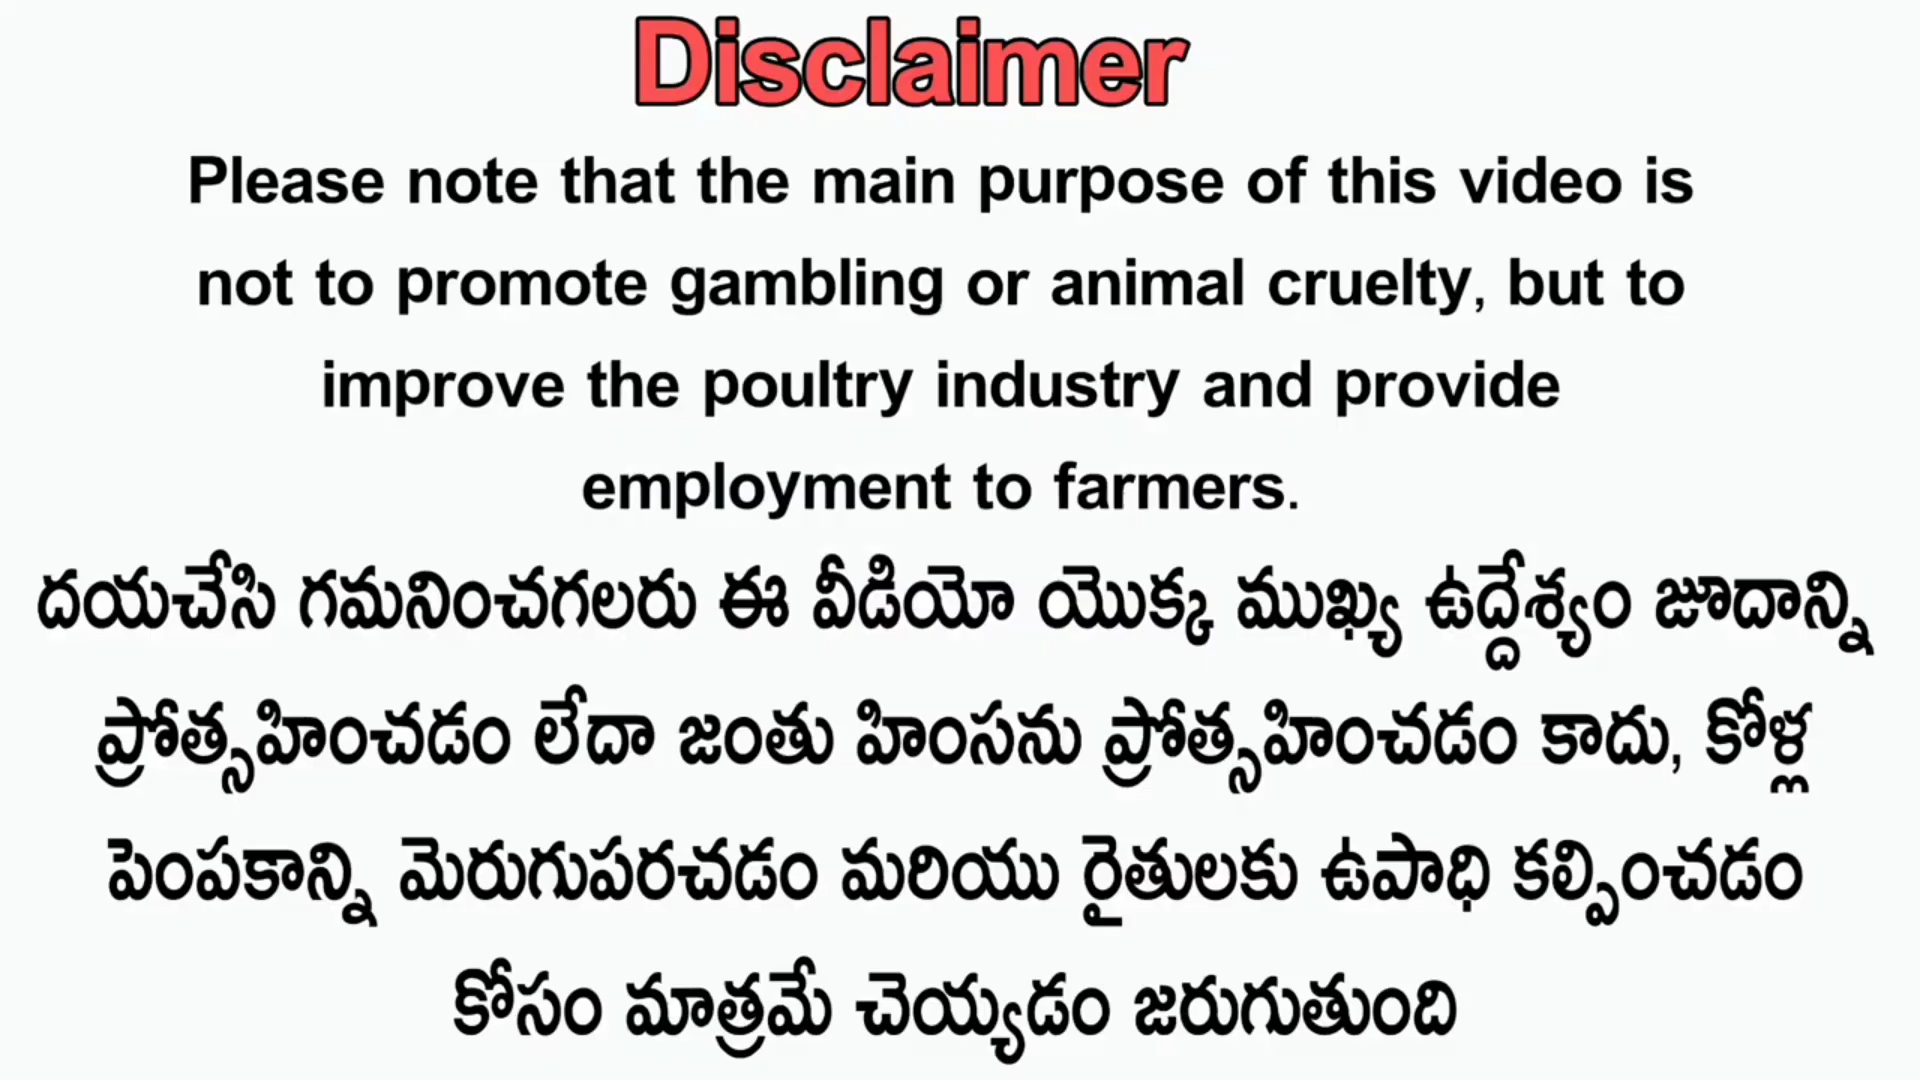 Disclaimer
Please note that the main purpose of this video is
not to promote gambling or animal cruelty, but to
improve the poultry industry and provide
employment to farmers.
దయచేసి గమనించగలరు ఈ వీడియో యొక్క ముఖ్య ఉద్దేశ్యం జూదాన్ని
ప్రోత్సహించడం లేదా జంతు హింసను ప్రోత్సహించడం కాదు, కోళ్ల
పెంపకాన్ని మెరుగుపరచడం మరియు రైతులకు ఉపాధి కల్పించడం
కోసం మాత్రమే చెయ్యడం జరుగుతుంది